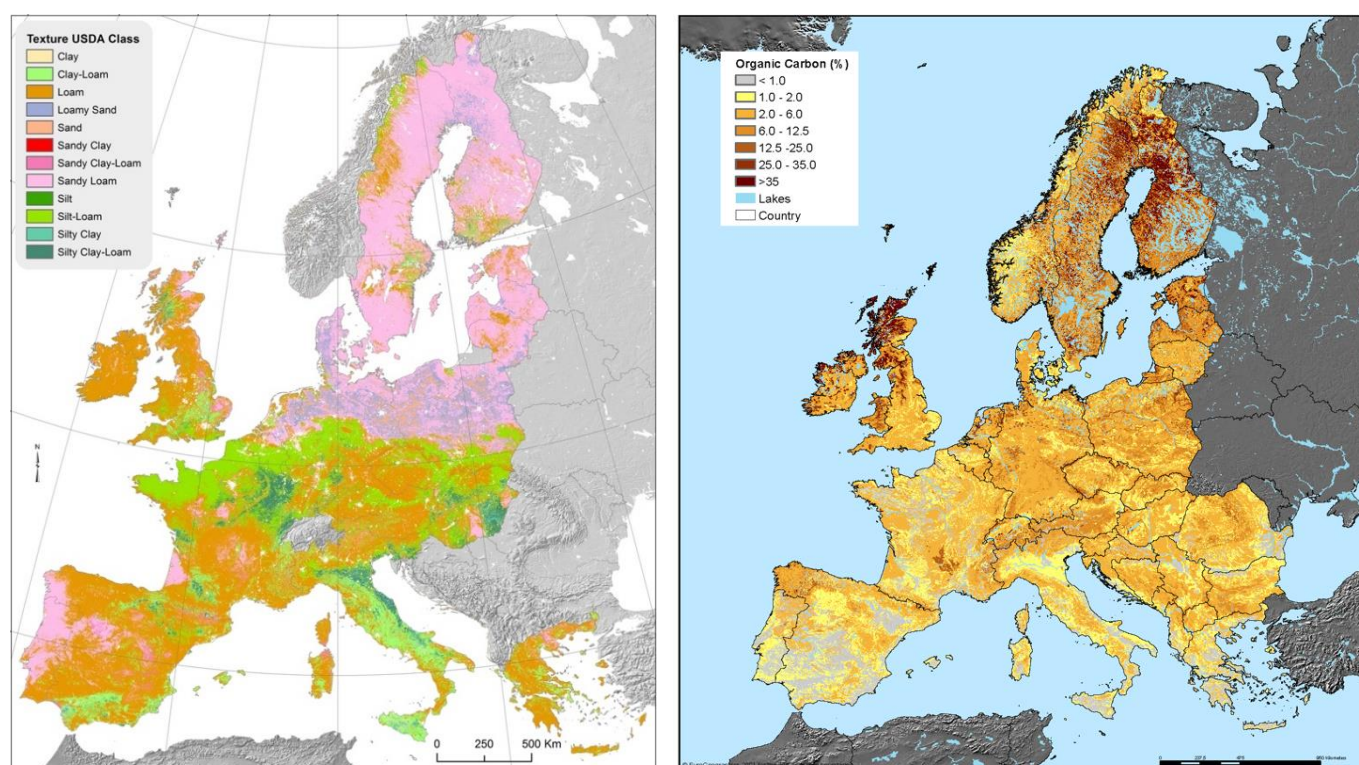 Texture USDA Class
Clay
Clay-Loam
Loam
Loamy Sand
Sand
Sandy Clay
Sandy Clay-Loam
Sandy Loam
Silt
Silt-Loam
Silty Clay
Silty Clay-Loam
N
0 250 500 Km
Organic Carbon (%)
< 1.0
1.0 - 2.0
2.0 - 6.0
6.0 - 12.5
12.5 -25.0
25.0 - 35.0
>35
Lakes
Country